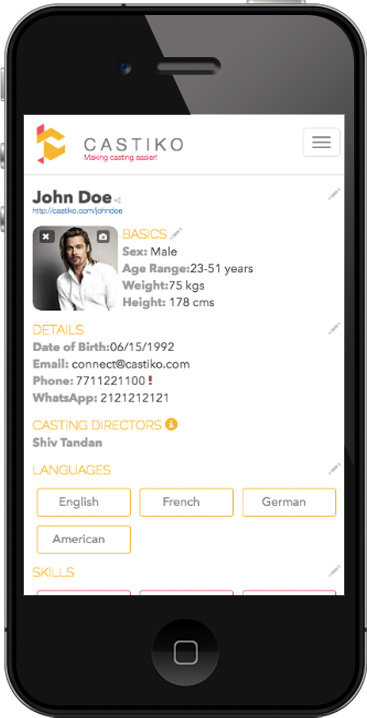 CASTIKO
Making casting easier!
John Doe
http://castiko.com/johndoe
BASICS
Sex: Male
Age Range:23-51 years
Weight:75 kgs
Height: 178 cms
DETAILS
Date of Birth:06/15/1992
Email: connect@castiko.com
Phone: 7711221100 !
WhatsApp: 2121212121
CASTING DIRECTORS
Shiv Tandan
LANGUAGES
English French German
American
SKILLS